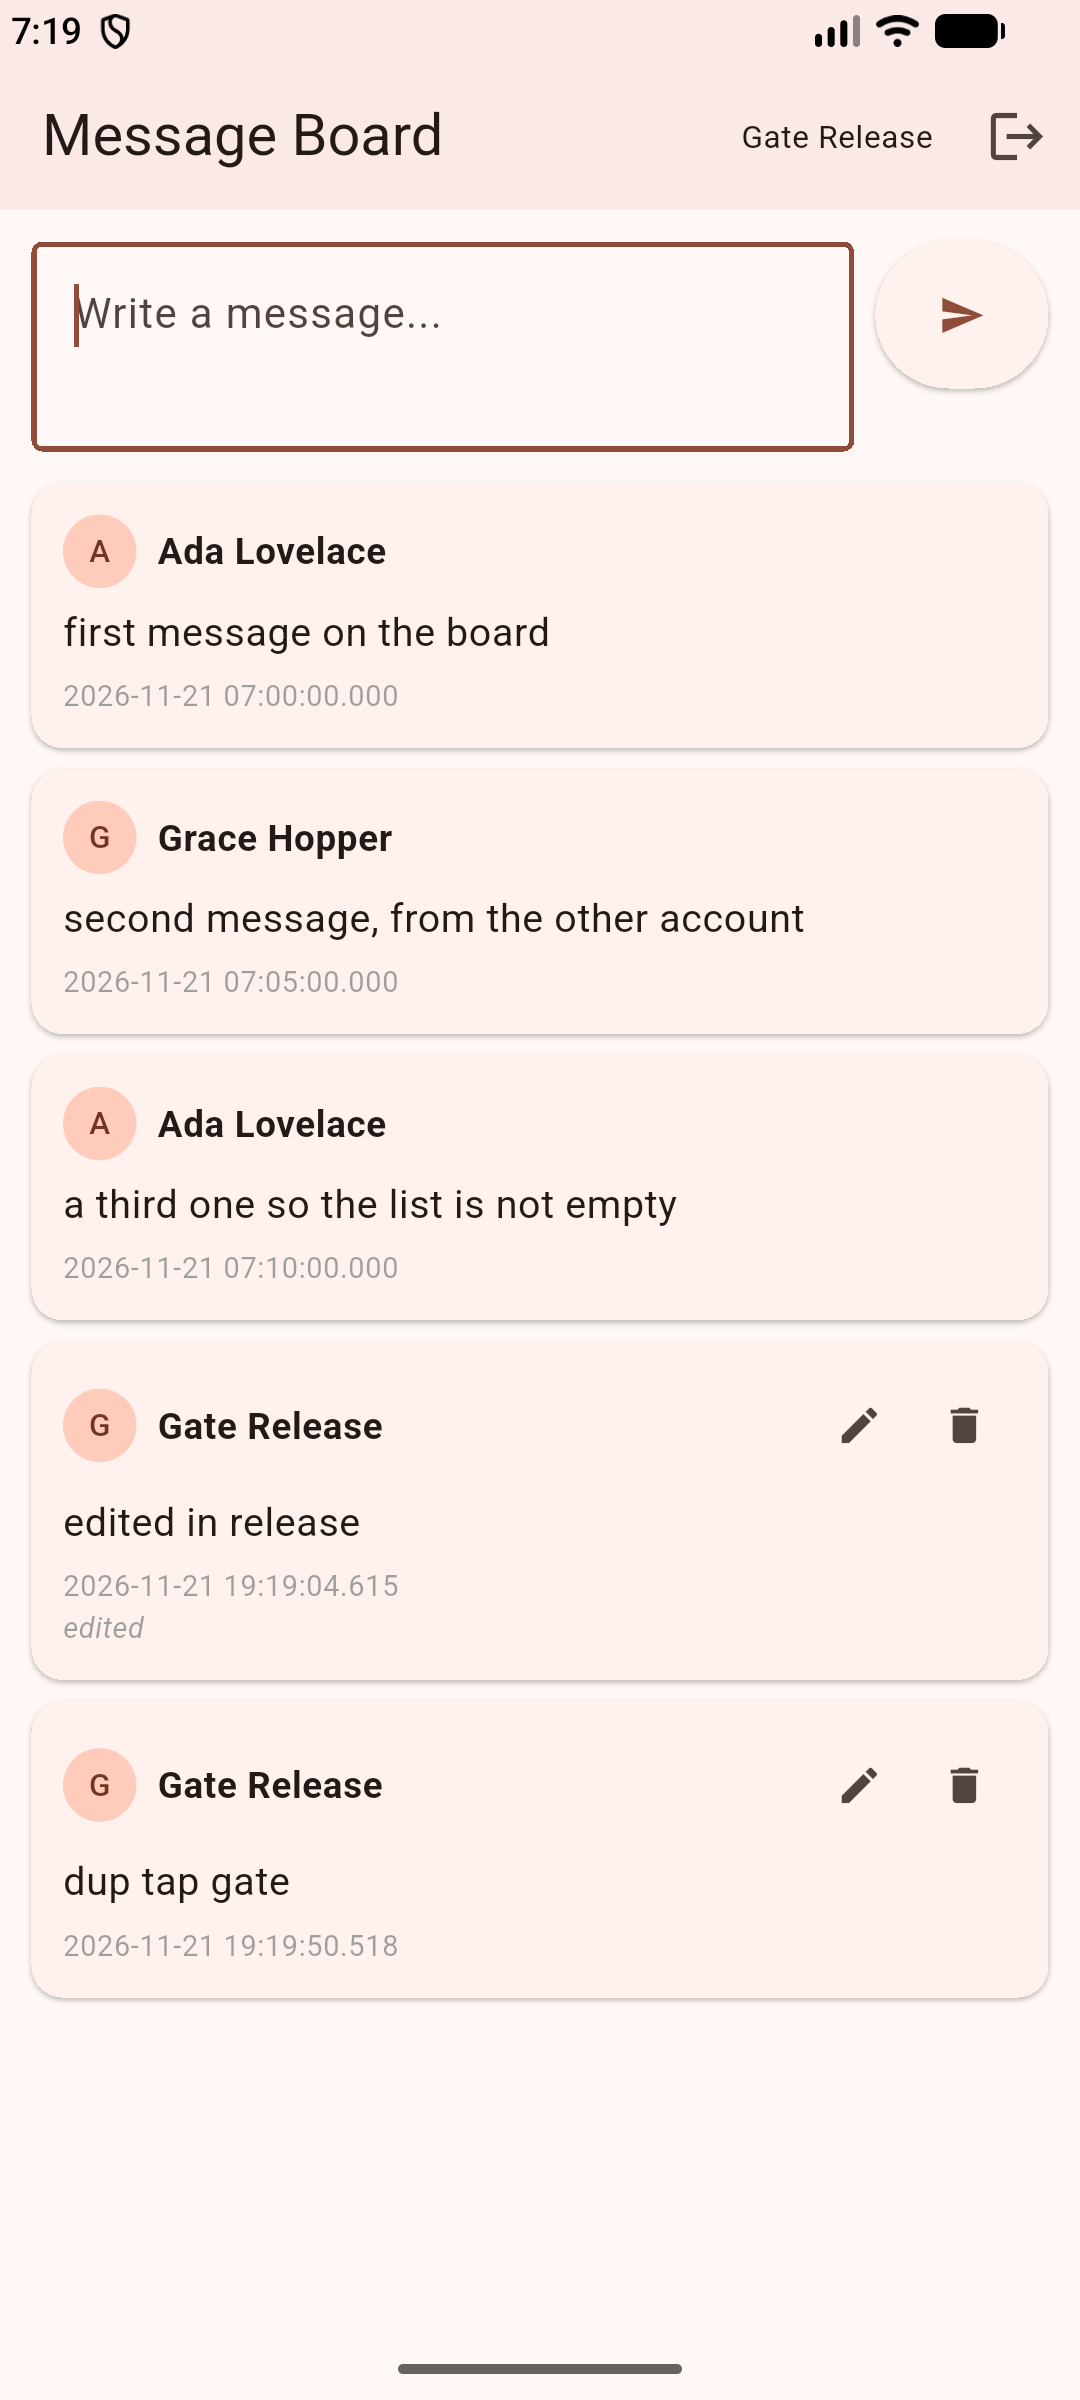 7:19
Message Board
Gate Release
Write a message...
A
Ada Lovelace
first message on the board
2026-11-21 07:00:00.000
G
Grace Hopper
second message, from the other account
2026-11-21 07:05:00.000
A
Ada Lovelace
a third one so the list is not empty
2026-11-21 07:10:00.000
G
Gate Release
edited in release
2026-11-21 19:19:04.615
edited
G
Gate Release
dup tap gate
2026-11-21 19:19:50.518